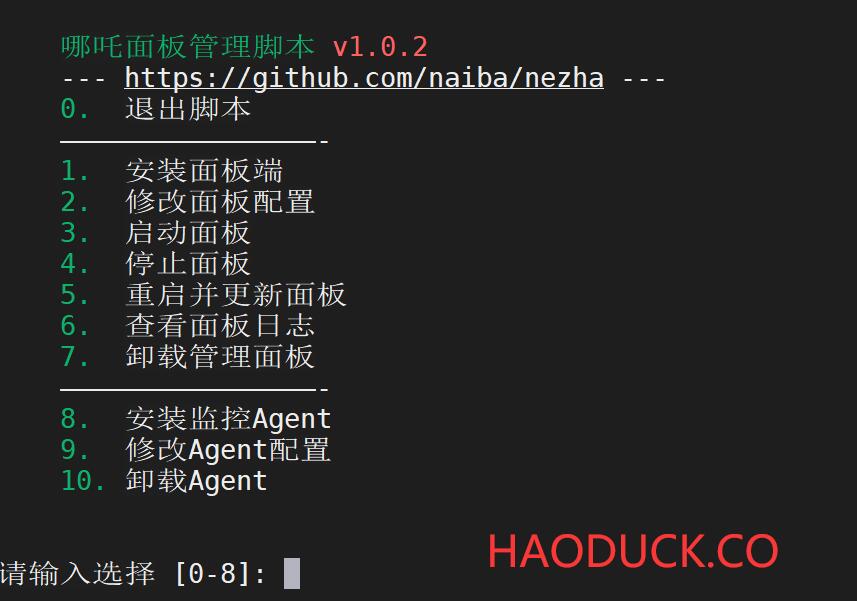 哪吒面板管理脚本 v1.0.2
--- https://github.com/naiba/nezha ---
0. 退出脚本
————————————————-
1. 安装面板端
2. 修改面板配置
3. 启动面板
4. 停止面板
5. 重启并更新面板
6. 查看面板日志
7. 卸载管理面板
————————————————-
8. 安装监控Agent
9. 修改Agent配置
10. 卸载Agent
请输入选择 [0-8]:
HAODUCK.CO